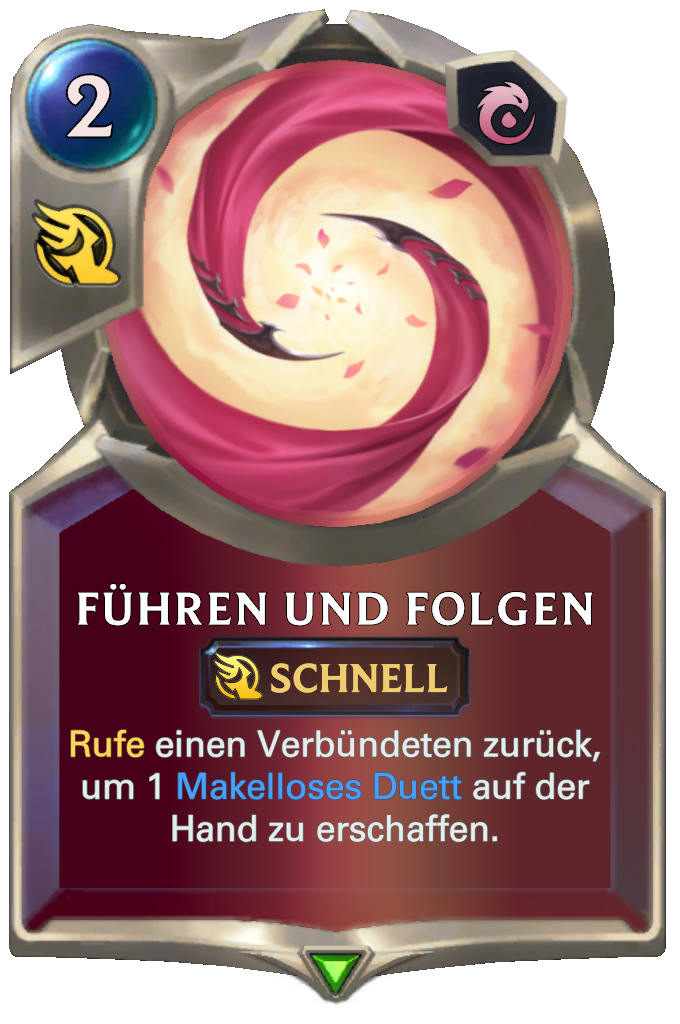 2
FÜHREN UND FOLGEN
SCHNELL
Rufe einen Verbündeten zurück,
um 1 Makelloses Duett auf der
Hand zu erschaffen.